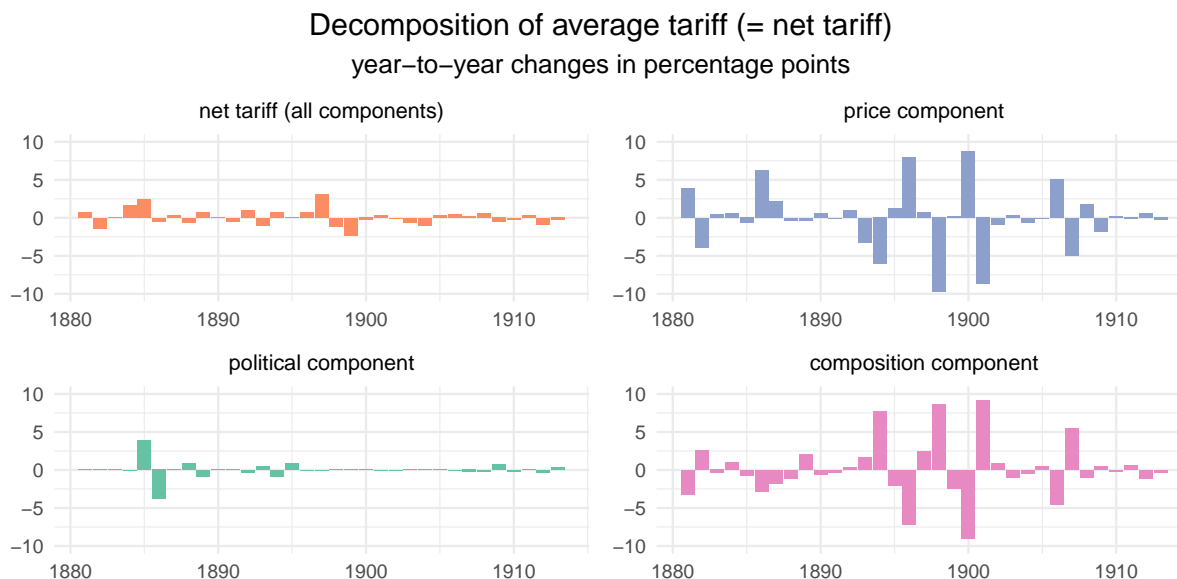 Decomposition of average tariff (= net tariff)
year−to−year changes in percentage points
net tariff (all components)
10
5
0
−5
−10
1880 1890 1900 1910
price component
10
5
0
−5
−10
1880 1890 1900 1910
political component
10
5
0
−5
−10
1880 1890 1900 1910
composition component
10
5
0
−5
−10
1880 1890 1900 1910